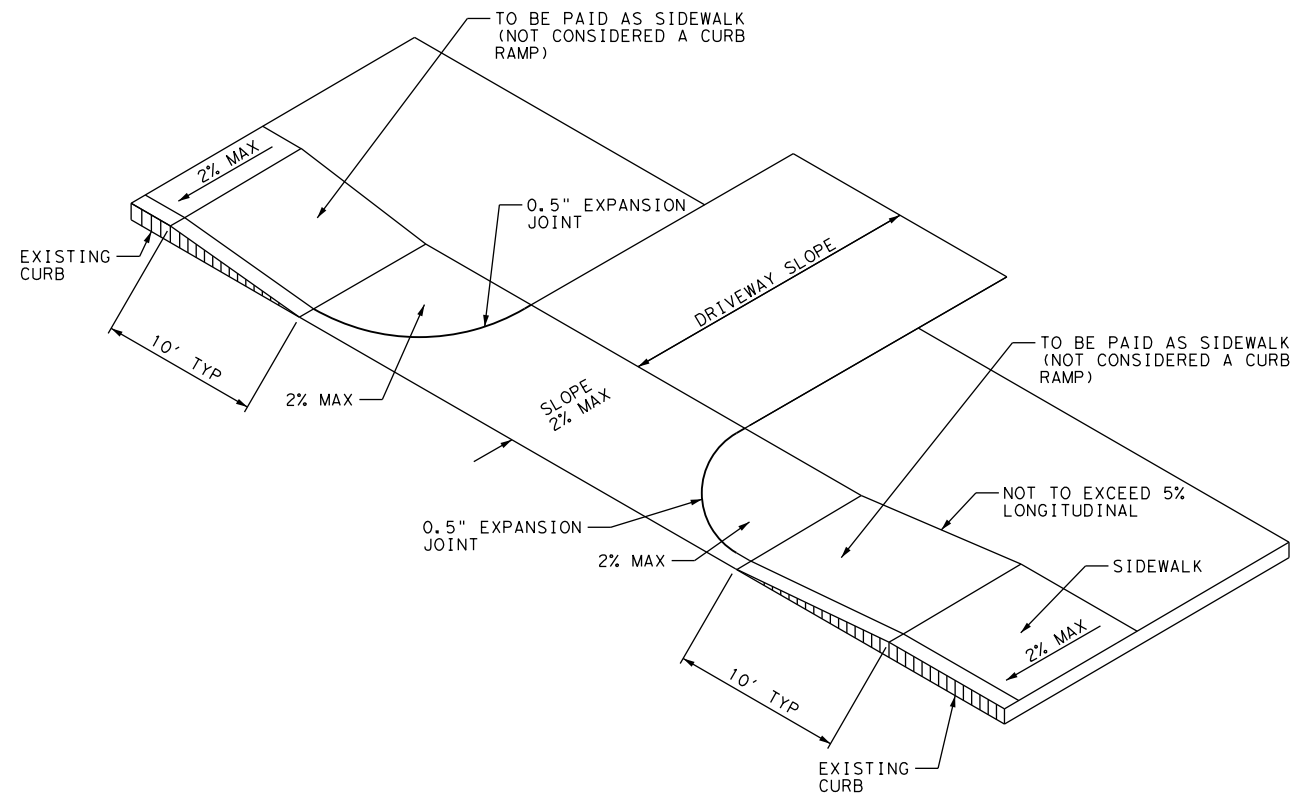 TO BE PAID AS SIDEWALK
(NOT CONSIDERED A CURB
RAMP)
2% MAX
0.5" EXPANSION
JOINT
EXISTING
CURB
DRIVEWAY SLOPE
10' TYP
2% MAX
SLOPE
2% MAX
TO BE PAID AS SIDEWALK
(NOT CONSIDERED A CURB
RAMP)
NOT TO EXCEED 5%
LONGITUDINAL
0.5" EXPANSION
JOINT
2% MAX
SIDEWALK
2% MAX
10' TYP
EXISTING
CURB